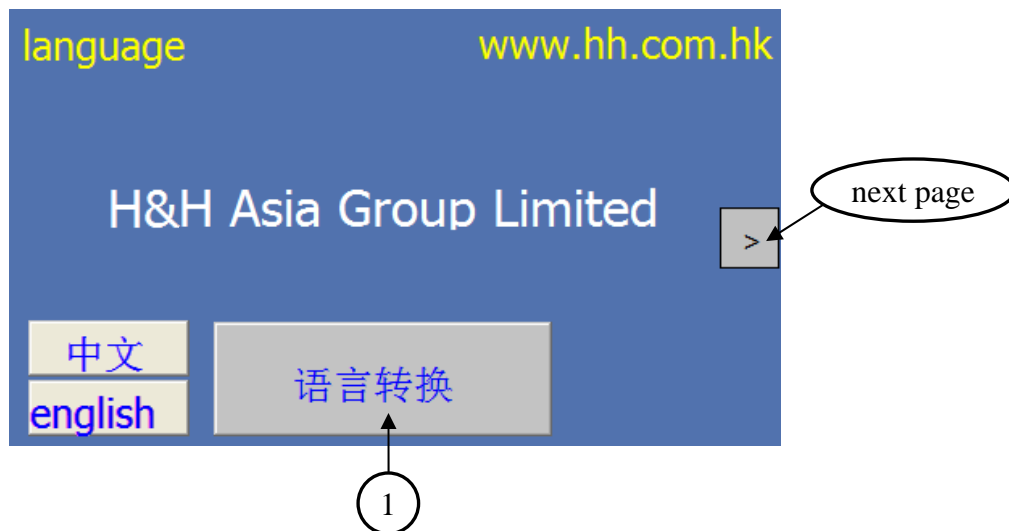 language
www.hh.com.hk
next page
H&H Asia Group Limited
>
中文
语言转换
english
1